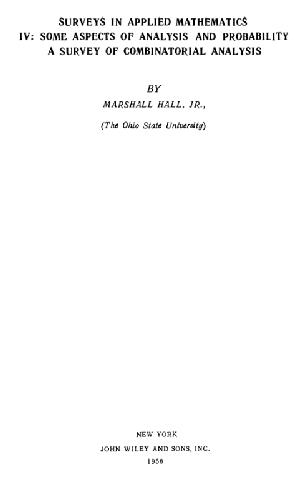 SURVEYS IN APPLIED MATHEMATICS
IV: SOME ASPECTS OF ANALYSIS AND PROBABILITY
A SURVEY OF COMBINATORIAL ANALYSIS
BY
MARSHALL HALL, JR.,
(The Ohio State University)
NEW YORK
JOHN WILEY AND SONS, INC.
1958